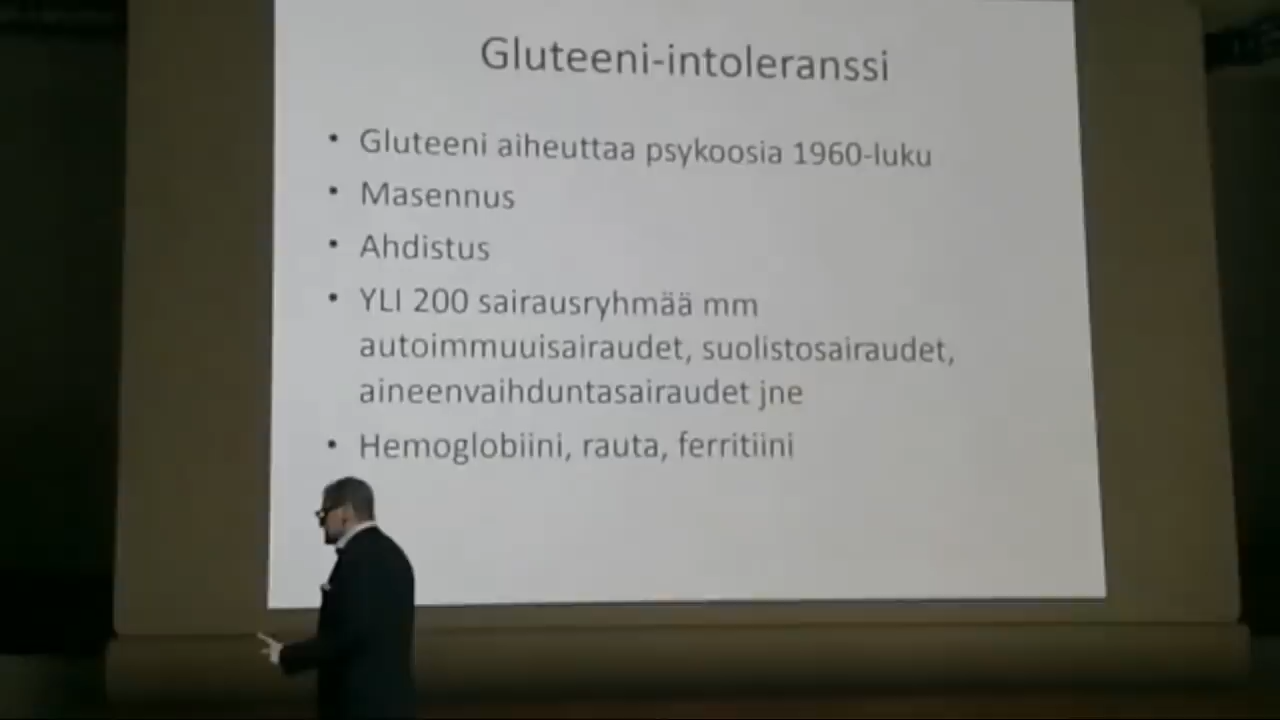 Gluteeni-intoleranssi
• Gluteeni aiheuttaa psykoosia 1960-luku
• Masennus
• Ahdistus
• YLI 200 sairausryhmää mm
autoimmuuisairaudet, suolistosairaudet,
aineenvaihduntasairaudet jne
• Hemoglobiini, rauta, ferritiini